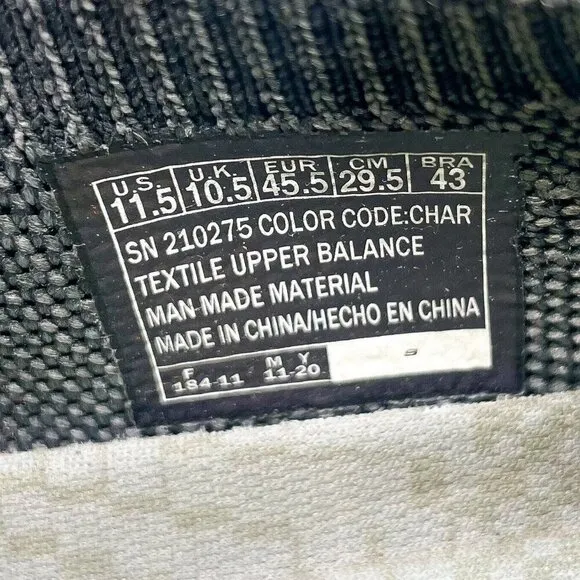 U.S. U.K. EUR CM BRA
11.5 10.5 45.5 29.5 43
SN 210275 COLOR CODE:CHAR
TEXTILE UPPER BALANCE
MAN-MADE MATERIAL
MADE IN CHINA/HECHO EN CHINA
F M Y
184-11 11-20